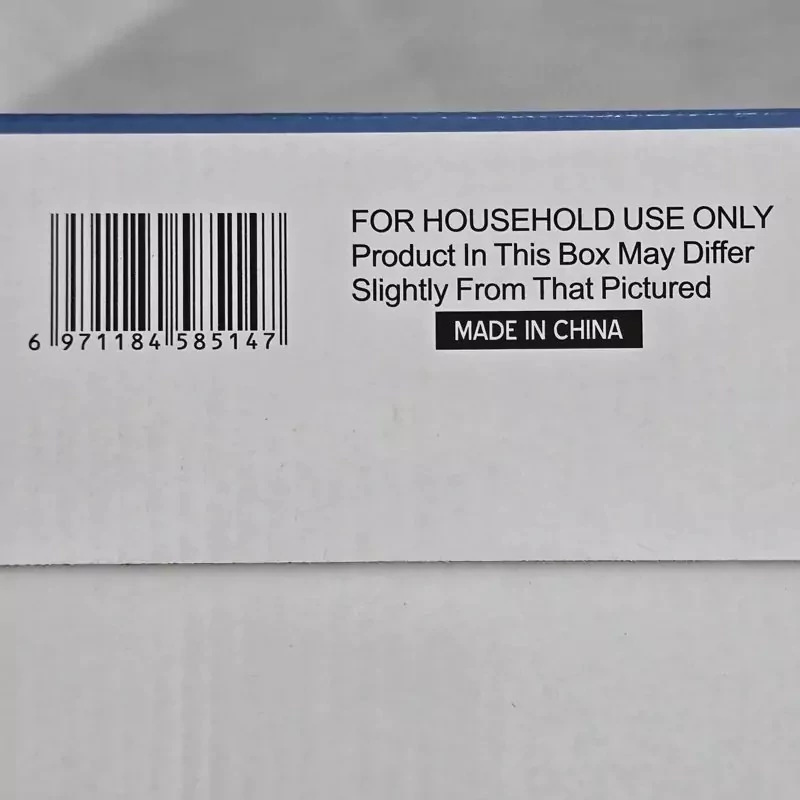 FOR HOUSEHOLD USE ONLY
Product In This Box May Differ
Slightly From That Pictured
MADE IN CHINA
6 971184 585147